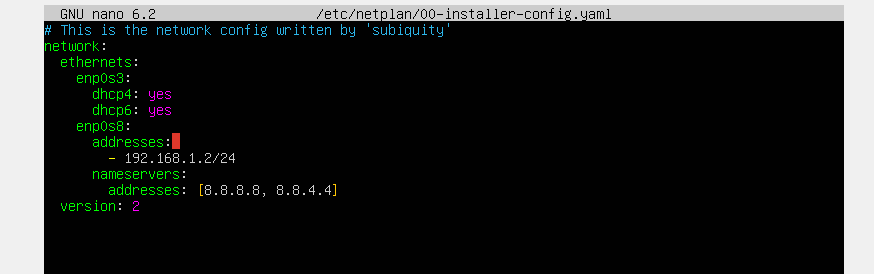 GNU nano 6.2 /etc/netplan/00-installer-config.yaml
# This is the network config written by 'subiquity'
network:
  ethernets:
    enp0s3:
      dhcp4: yes
      dhcp6: yes
    enp0s8:
      addresses:
        - 192.168.1.2/24
      nameservers:
        addresses: [8.8.8.8, 8.8.4.4]
  version: 2